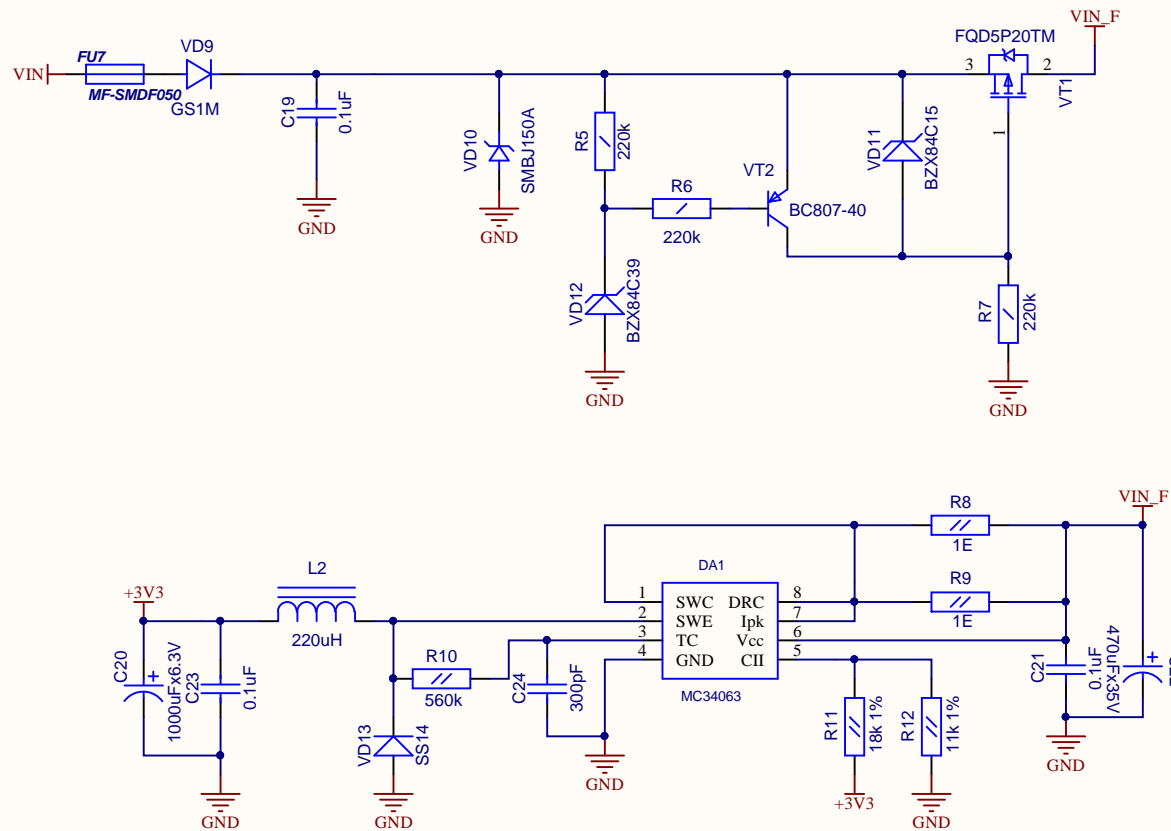 VIN
FU7
MF-SMDF050
VD9
GS1M
C19
0.1uF
VD10
SMBJ150A
R5
220k
R6
220k
VD12
BZX84C39
GND
GND
GND
VT2
BC807-40
VD11
BZX84C15
FQD5P20TM
3
2
1
VT1
VIN_F
R7
220k
GND
+3V3
C20
1000uFx6.3V
C23
0.1uF
GND
L2
220uH
VD13
SS14
GND
R10
560k
C24
300pF
GND
DA1
1
2
3
4
SWC
SWE
TC
GND
DRC
Ipk
Vcc
CII
8
7
6
5
MC34063
R8
1E
R9
1E
R11
18k 1%
+3V3
R12
11k 1%
GND
VIN_F
C21
0.1uF
470uFx35V
GND